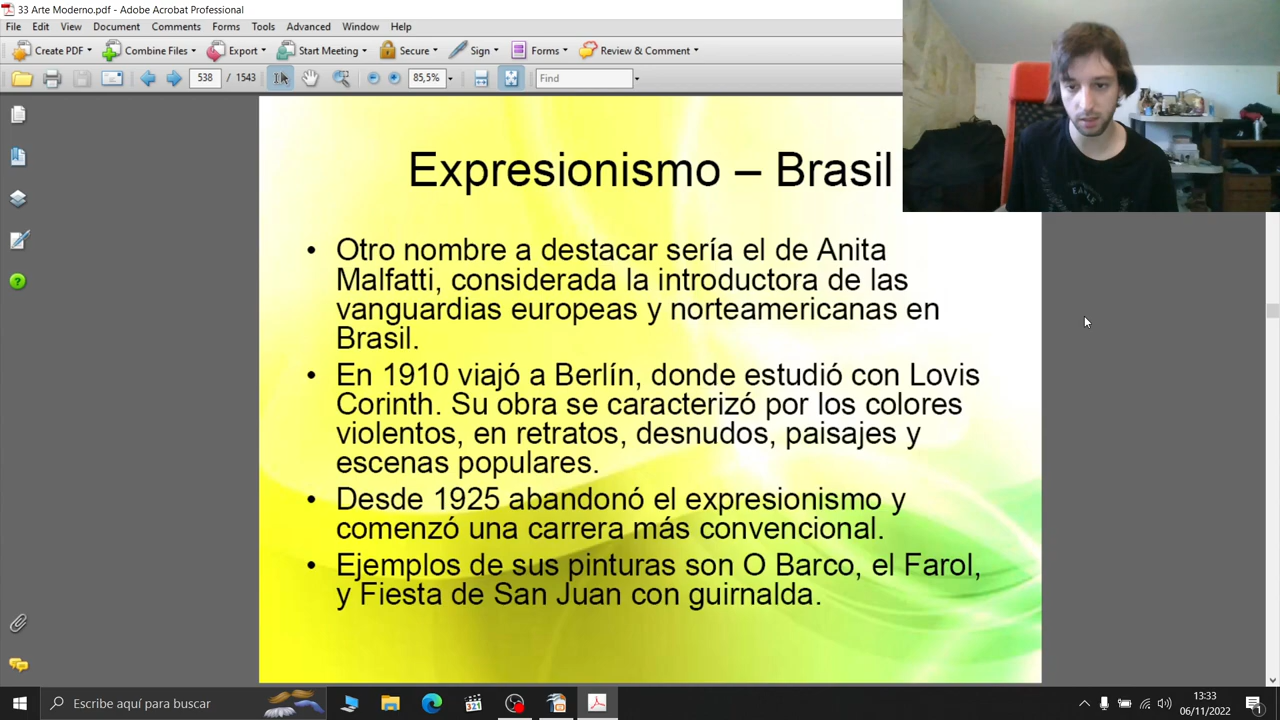 33 Arte Moderno.pdf - Adobe Acrobat Professional
File Edit View Document Comments Forms Tools Advanced Window Help
Create PDF Combine Files Export Start Meeting Secure Sign Forms Review & Comment
538 / 1543 85,5% Find
Expresionismo – Brasil
• Otro nombre a destacar sería el de Anita
Malfatti, considerada la introductora de las
vanguardias europeas y norteamericanas en
Brasil.
• En 1910 viajó a Berlín, donde estudió con Lovis
Corinth. Su obra se caracterizó por los colores
violentos, en retratos, desnudos, paisajes y
escenas populares.
• Desde 1925 abandonó el expresionismo y
comenzó una carrera más convencional.
• Ejemplos de sus pinturas son O Barco, el Farol,
y Fiesta de San Juan con guirnalda.
Escribe aquí para buscar
321
13:33
06/11/2022
1